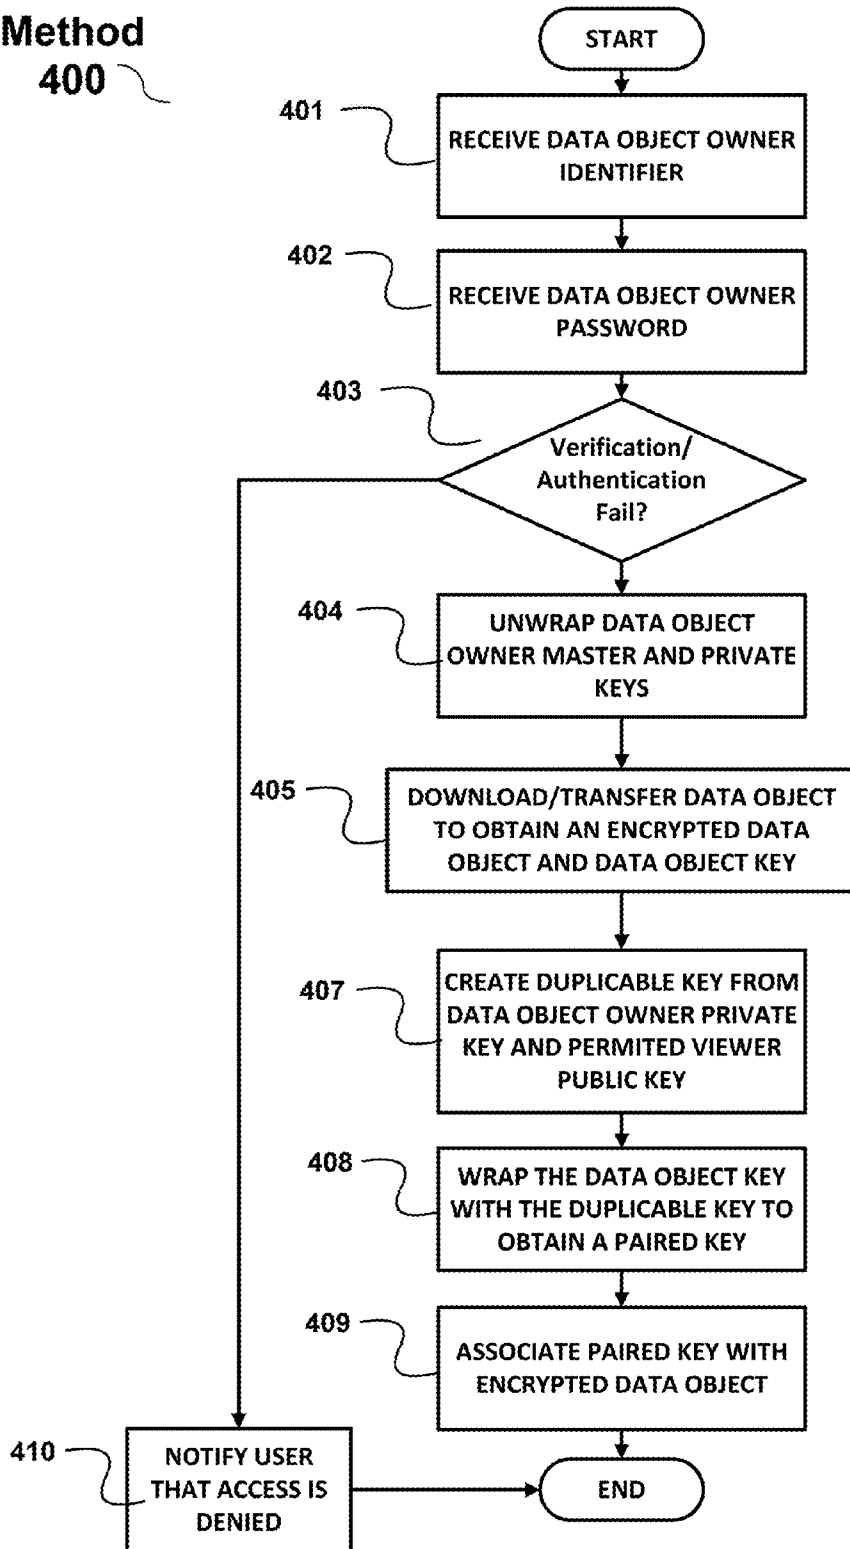 Method
400
START
401
RECEIVE DATA OBJECT OWNER
IDENTIFIER
402
RECEIVE DATA OBJECT OWNER
PASSWORD
403
Verification/
Authentication
Fail?
404
UNWRAP DATA OBJECT
OWNER MASTER AND PRIVATE
KEYS
405
DOWNLOAD/TRANSFER DATA OBJECT
TO OBTAIN AN ENCRYPTED DATA
OBJECT AND DATA OBJECT KEY
407
CREATE DUPLICABLE KEY FROM
DATA OBJECT OWNER PRIVATE
KEY AND PERMITED VIEWER
PUBLIC KEY
408
WRAP THE DATA OBJECT KEY
WITH THE DUPLICABLE KEY TO
OBTAIN A PAIRED KEY
409
ASSOCIATE PAIRED KEY WITH
ENCRYPTED DATA OBJECT
410
NOTIFY USER
THAT ACCESS IS
DENIED
END